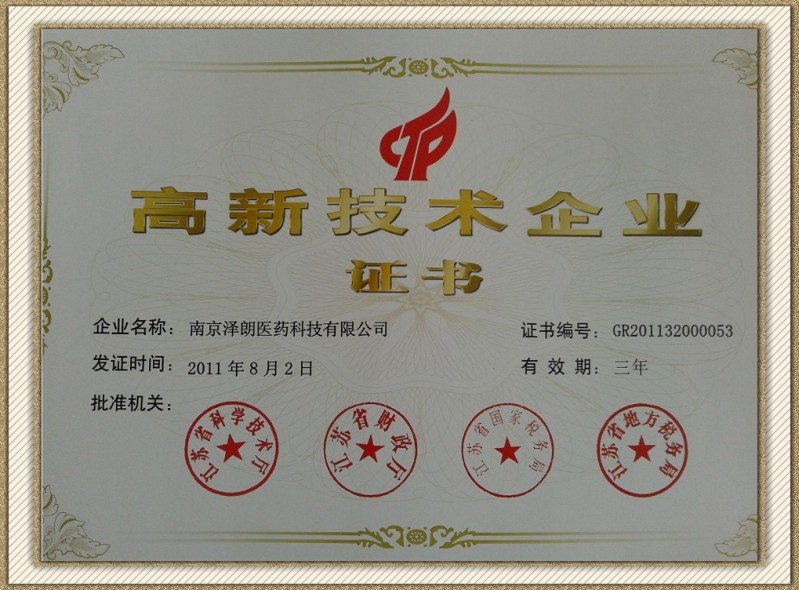 高新技术企业
证书
企业名称：南京泽朗医药科技有限公司
证书编号：GR201132000053
发证时间：2011年8月2日
有效期：三年
批准机关：
江苏省科学技术厅
江苏省财政厅
江苏省国家税务局
江苏省地方税务局